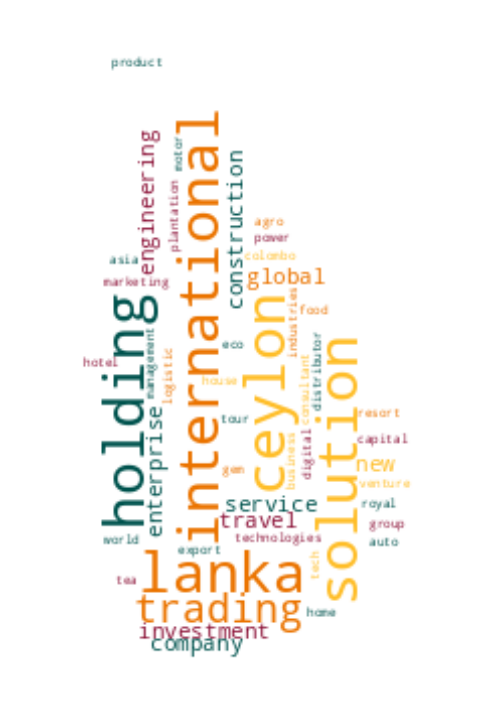 product
international
engineering
motor
construction
plantation
agro
power
colombo
asia
global
marketing
holding
ceylon
industries
food
management
distributor
solution
eco
logistic
hotel
house
consultant
enterprise
tour
resort
business
digital
capital
gem
new
venture
service
royal
travel
group
world
technologies
auto
export
lanka
tech
tea
trading
home
investment
company